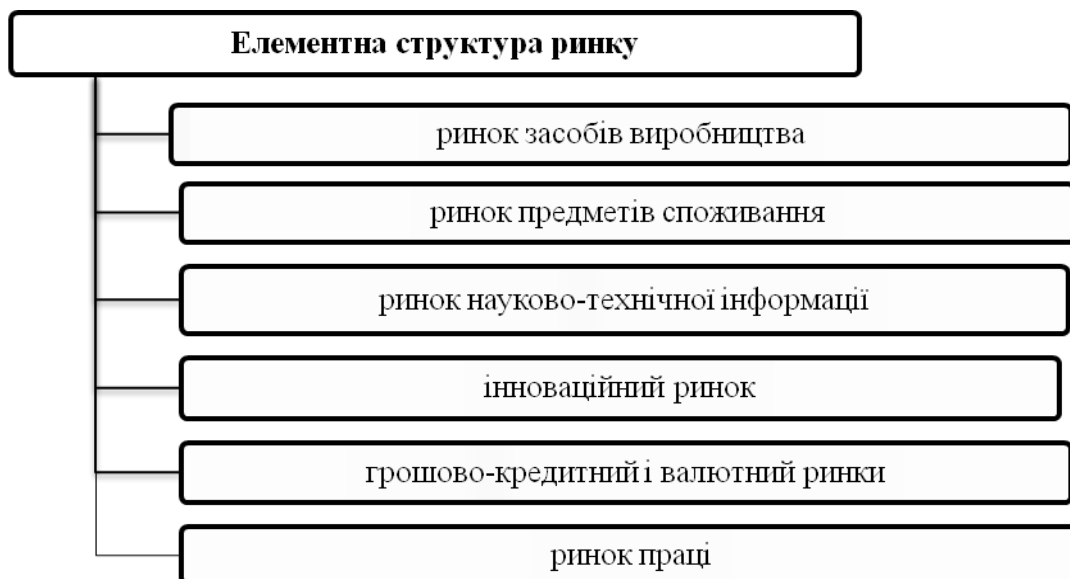 Елементна структура ринку
ринок засобів виробництва
ринок предметів споживання
ринок науково-технічної інформації
інноваційний ринок
грошово-кредитний і валютний ринки
ринок праці